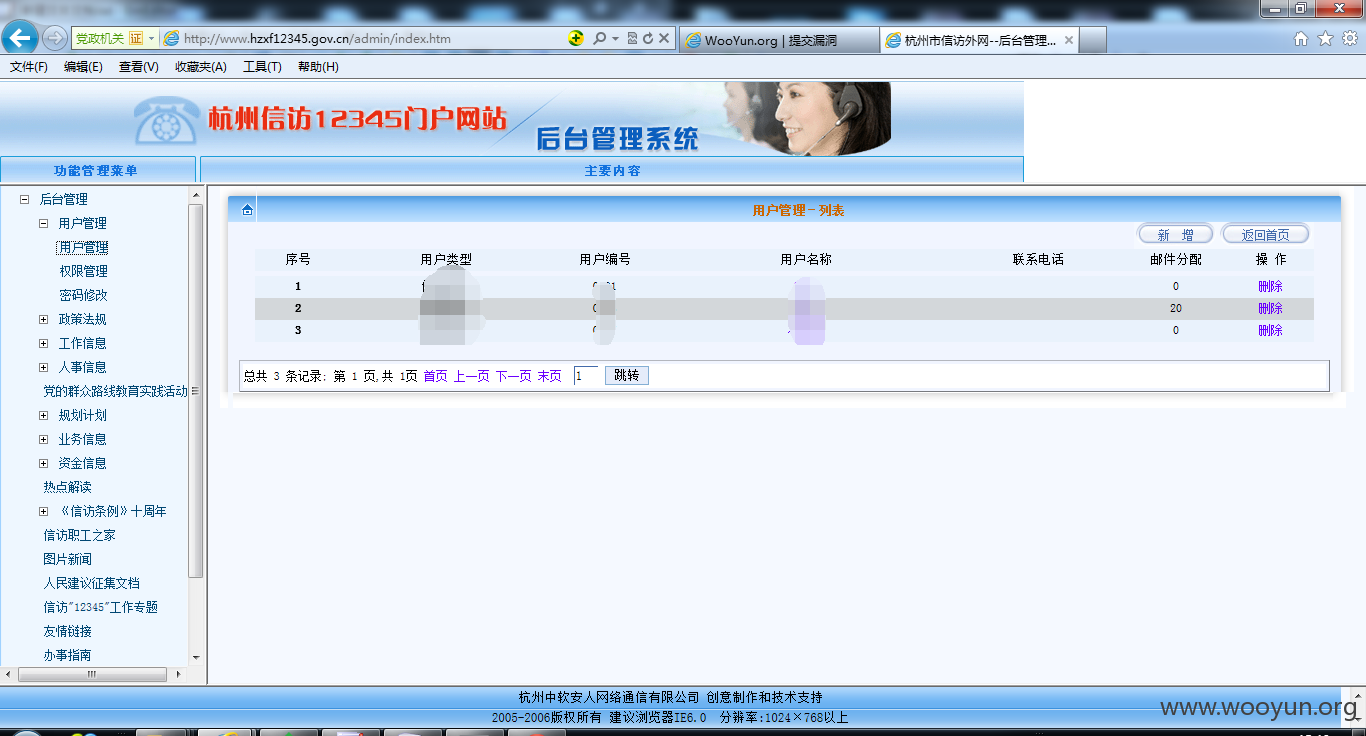 党政机关 证 http://www.hzxf12345.gov.cn/admin/index.htm WooYun.org | 提交漏洞 杭州市信访外网--后台管理...
文件(F) 编辑(E) 查看(V) 收藏夹(A) 工具(T) 帮助(H)
杭州信访12345门户网站
后台管理系统
功能管理菜单 主要内容
后台管理
用户管理
用户管理
权限管理
密码修改
政策法规
工作信息
人事信息
党的群众路线教育实践活动
规划计划
业务信息
资金信息
热点解读
《信访条例》十周年
信访职工之家
图片新闻
人民建议征集文档
信访"12345"工作专题
友情链接
办事指南
用户管理－列表
新 增 返回首页
序号 用户类型 用户编号 用户名称 联系电话 邮件分配 操 作
1 0 删除
2 20 删除
3 0 删除
总共 3 条记录: 第 1 页,共 1页 首页 上一页 下一页 末页 1 跳转
杭州中软安人网络通信有限公司 创意制作和技术支持
2005-2006版权所有 建议浏览器IE6.0 分辨率:1024×768以上
www.wooyun.org